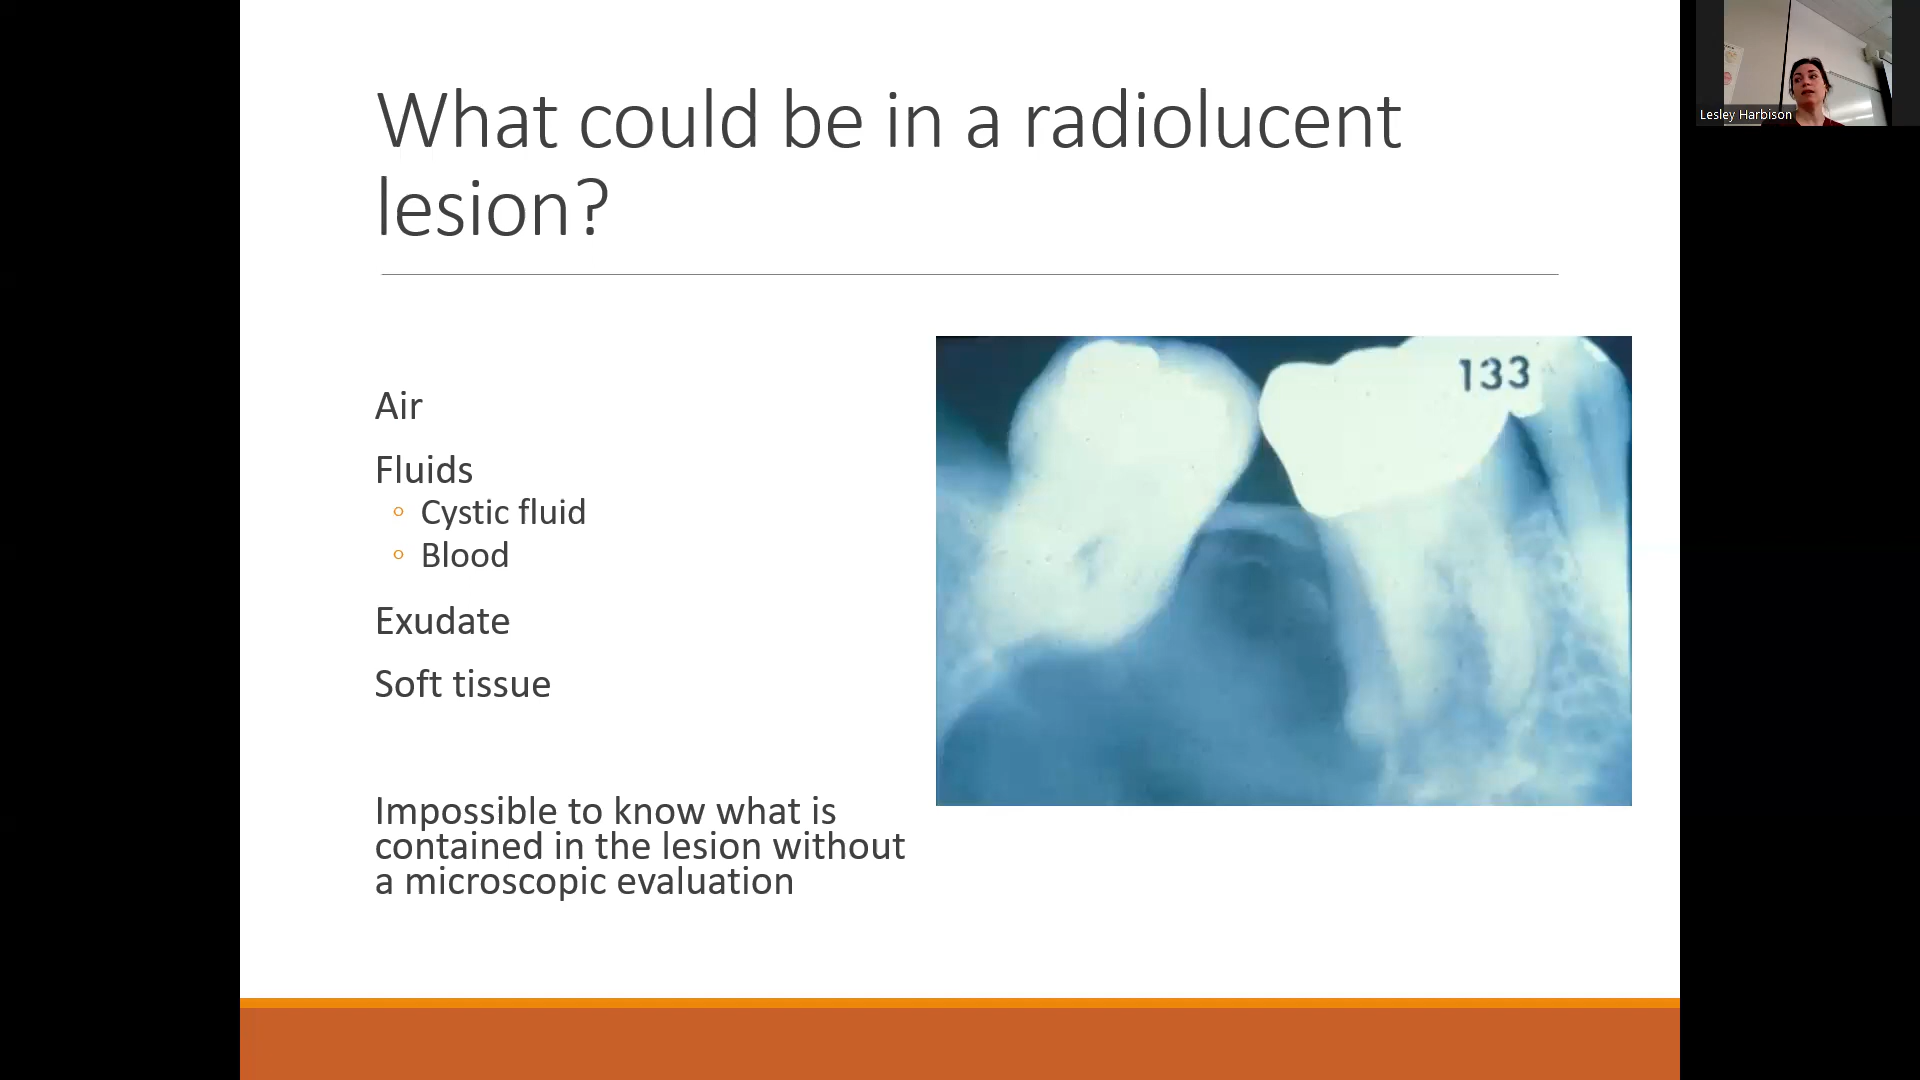 What could be in a radiolucent
lesion?
Air
Fluids
Cystic fluid
Blood
Exudate
Soft tissue
Impossible to know what is
contained in the lesion without
a microscopic evaluation
133
Lesley Harbison